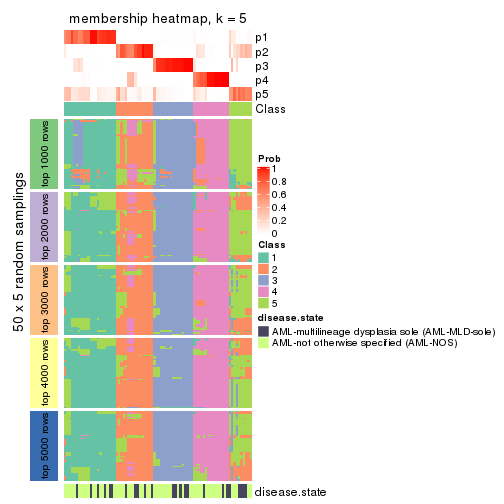 membership heatmap, k = 5
p1
p2
p3
p4
p5
Class
50 x 5 random samplings
top 1000 rows
top 2000 rows
top 3000 rows
top 4000 rows
top 5000 rows
disease.state
Prob
1
0.8
0.6
0.4
0.2
0
Class
1
2
3
4
5
disease.state
AML-multilineage dysplasia sole (AML-MLD-sole)
AML-not otherwise specified (AML-NOS)